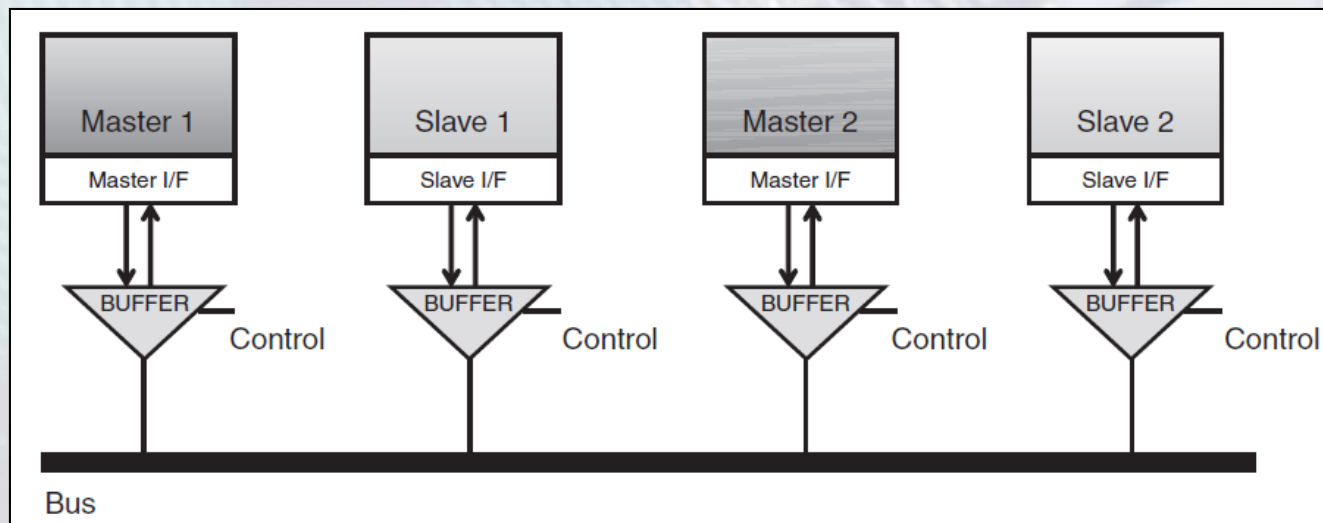 Master 1
Slave 1
Master 2
Slave 2
Master I/F
Slave I/F
Master I/F
Slave I/F
BUFFER
BUFFER
BUFFER
BUFFER
Control
Control
Control
Control
Bus